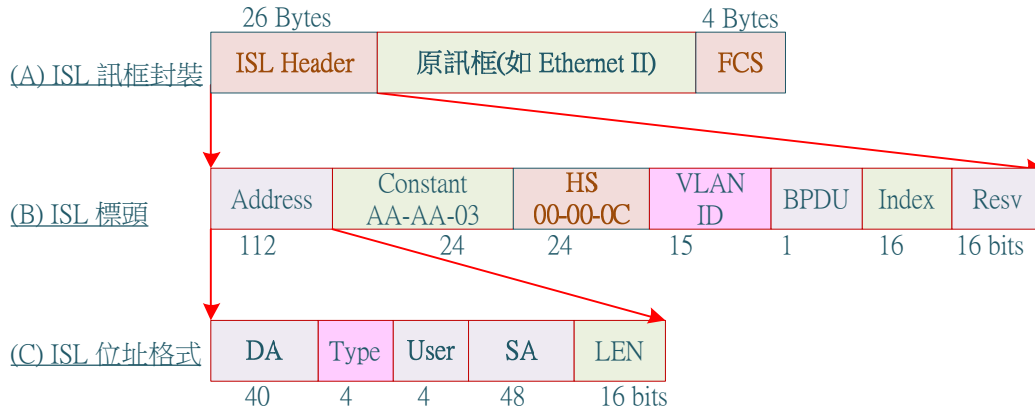 26 Bytes 4 Bytes
(A) ISL 訊框封裝 ISL Header 原訊框(如 Ethernet II) FCS
(B) ISL 標頭 Address Constant AA-AA-03 HS 00-00-0C VLAN ID BPDU Index Resv
112 24 24 15 1 16 16 bits
(C) ISL 位址格式 DA Type User SA LEN
40 4 4 48 16 bits